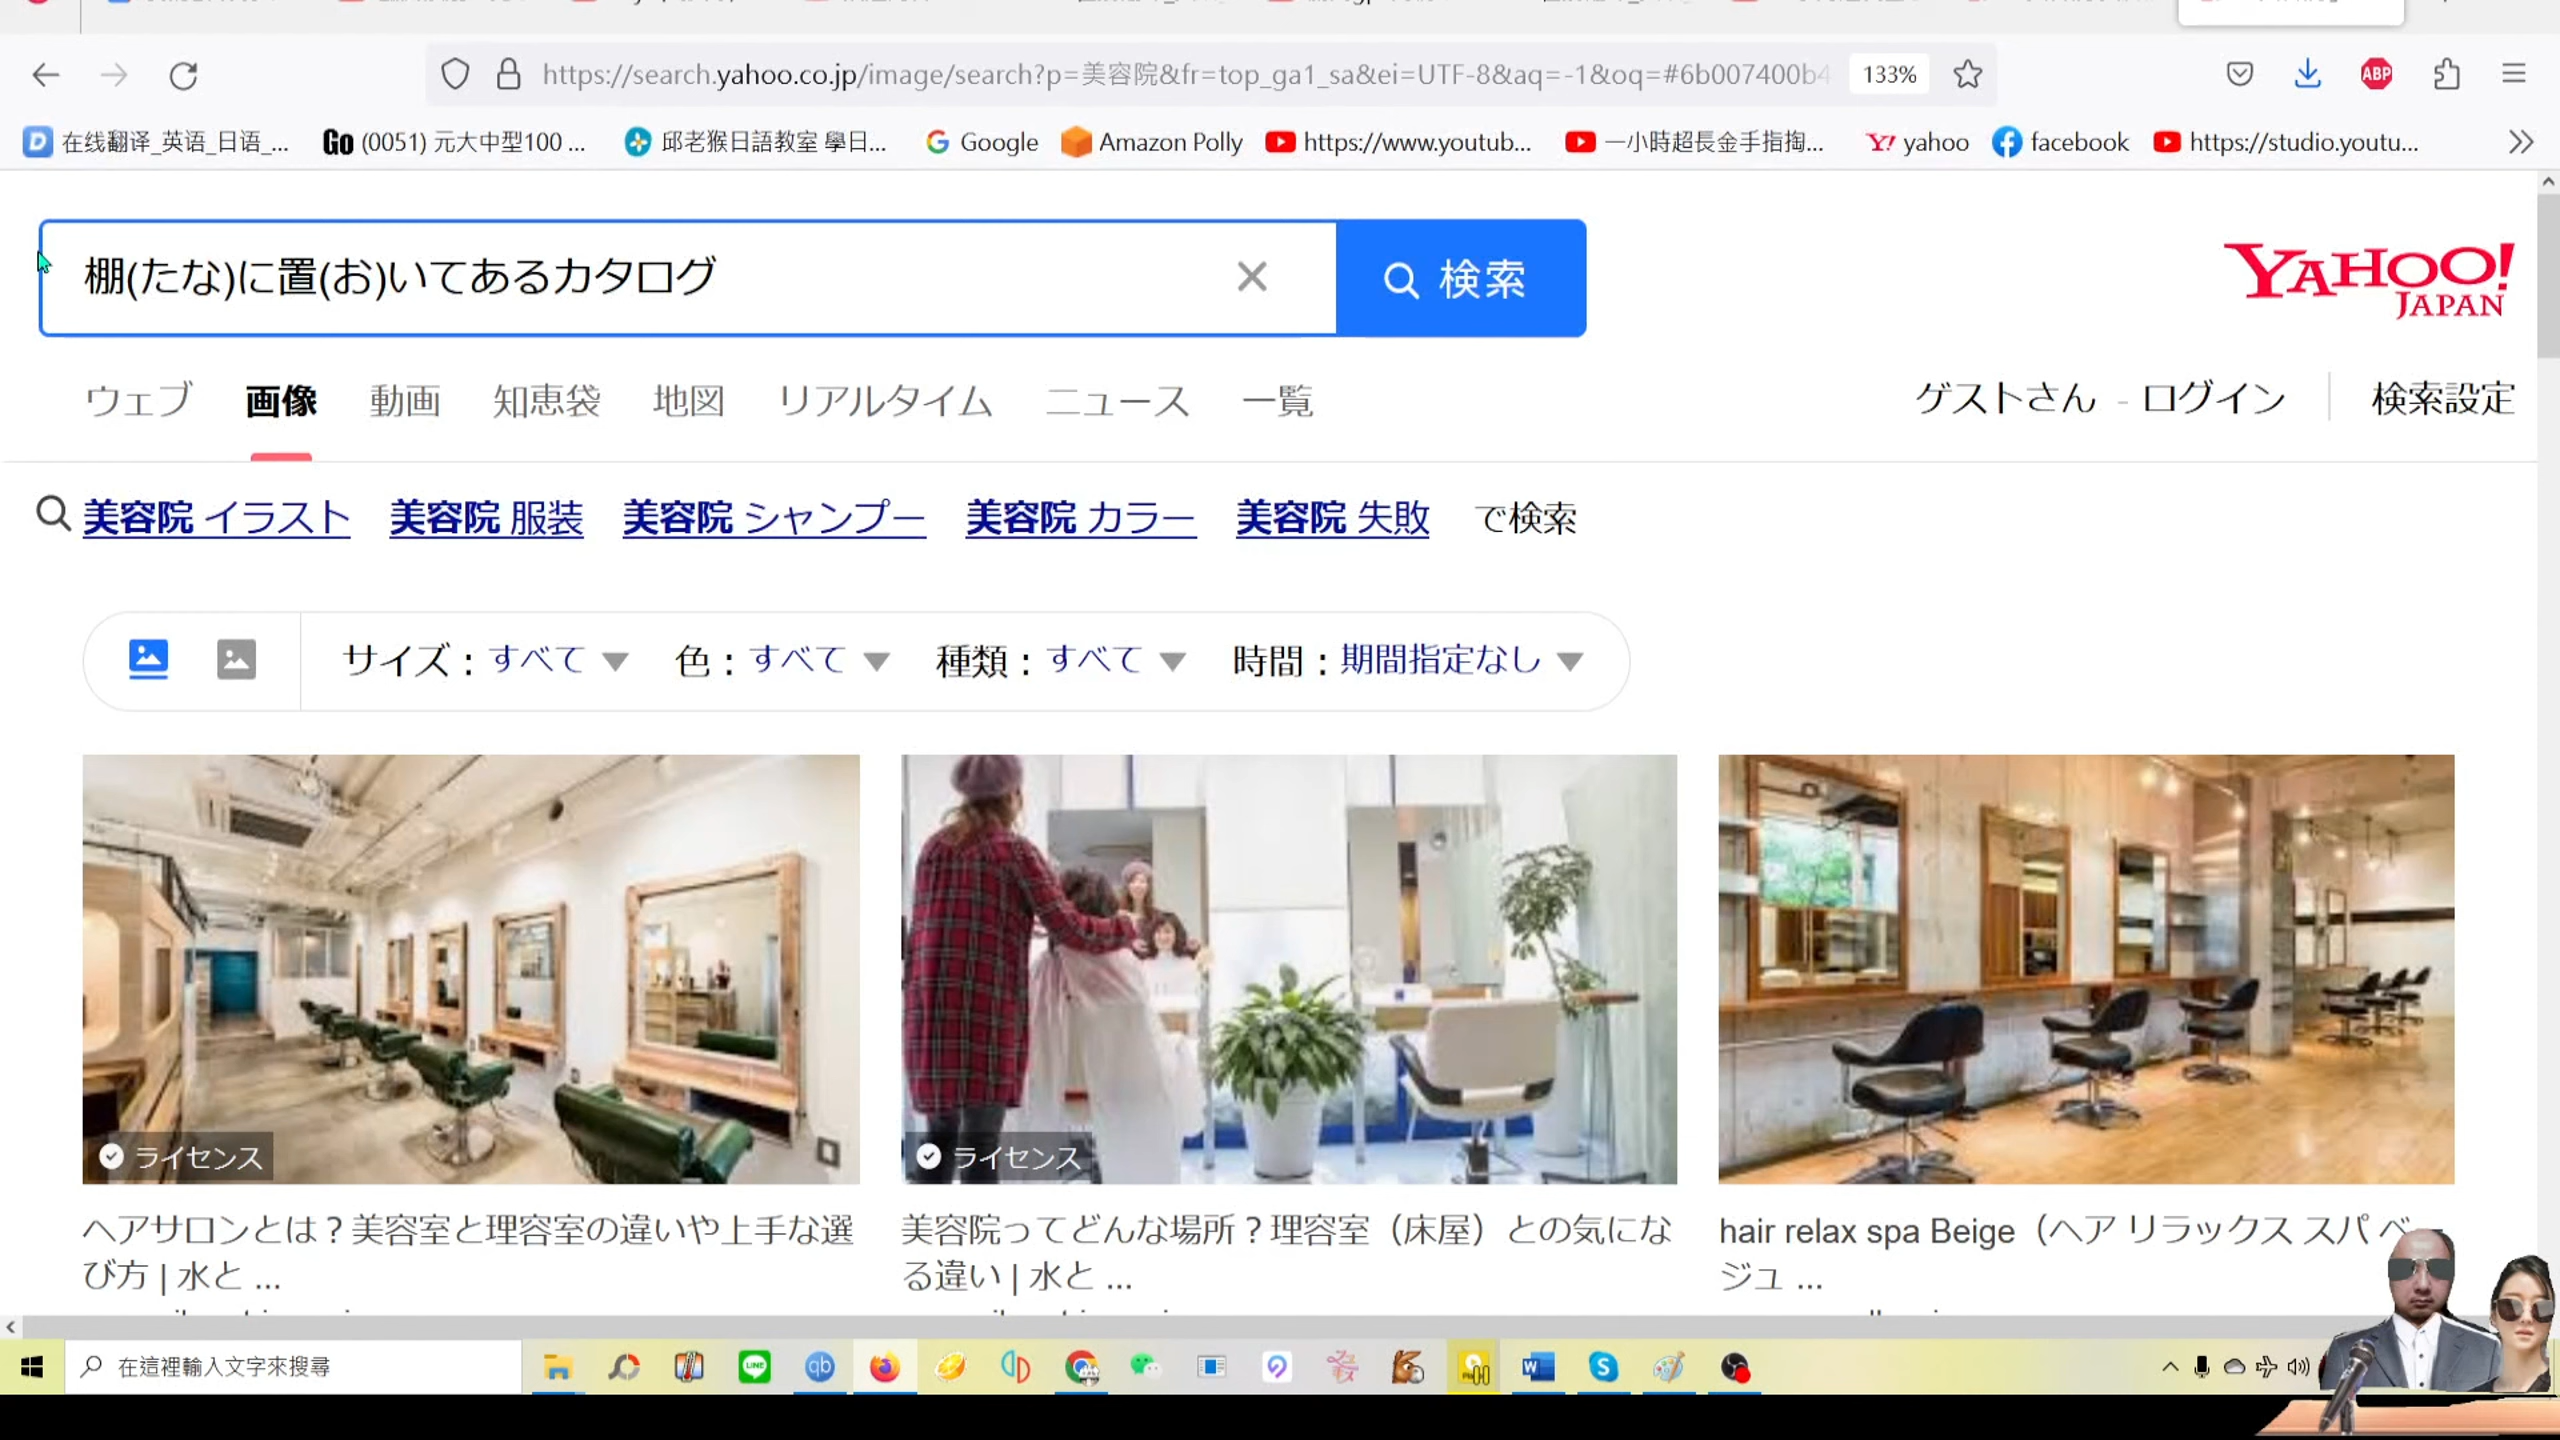 https://search.yahoo.co.jp/image/search?p=美容院&fr=top_ga1_sa&ei=UTF-8&aq=-1&oq=#6b007400b4
133%
ABP
在线翻译_英语_日语_...
(0051) 元大中型100 ...
邱老猴日語教室 學日...
Google
Amazon Polly
https://www.youtub...
一小時超長金手指掏...
yahoo
facebook
https://studio.youtu...
棚(たな)に置(お)いてあるカタログ
検索
YAHOO!
JAPAN
ウェブ 画像 動画 知恵袋 地図 リアルタイム ニュース 一覧
ゲストさん - ログイン 検索設定
美容院 イラスト 美容院 服装 美容院 シャンプー 美容院 カラー 美容院 失敗 で検索
サイズ：すべて 色：すべて 種類：すべて 時間：期間指定なし
ライセンス
ライセンス
ヘアサロンとは？美容室と理容室の違いや上手な選
び方 | 水と ...
美容院ってどんな場所？理容室（床屋）との気にな
る違い | 水と ...
hair relax spa Beige（ヘア リラックス スパ ベー
ジュ ...
在這裡輸入文字來搜尋